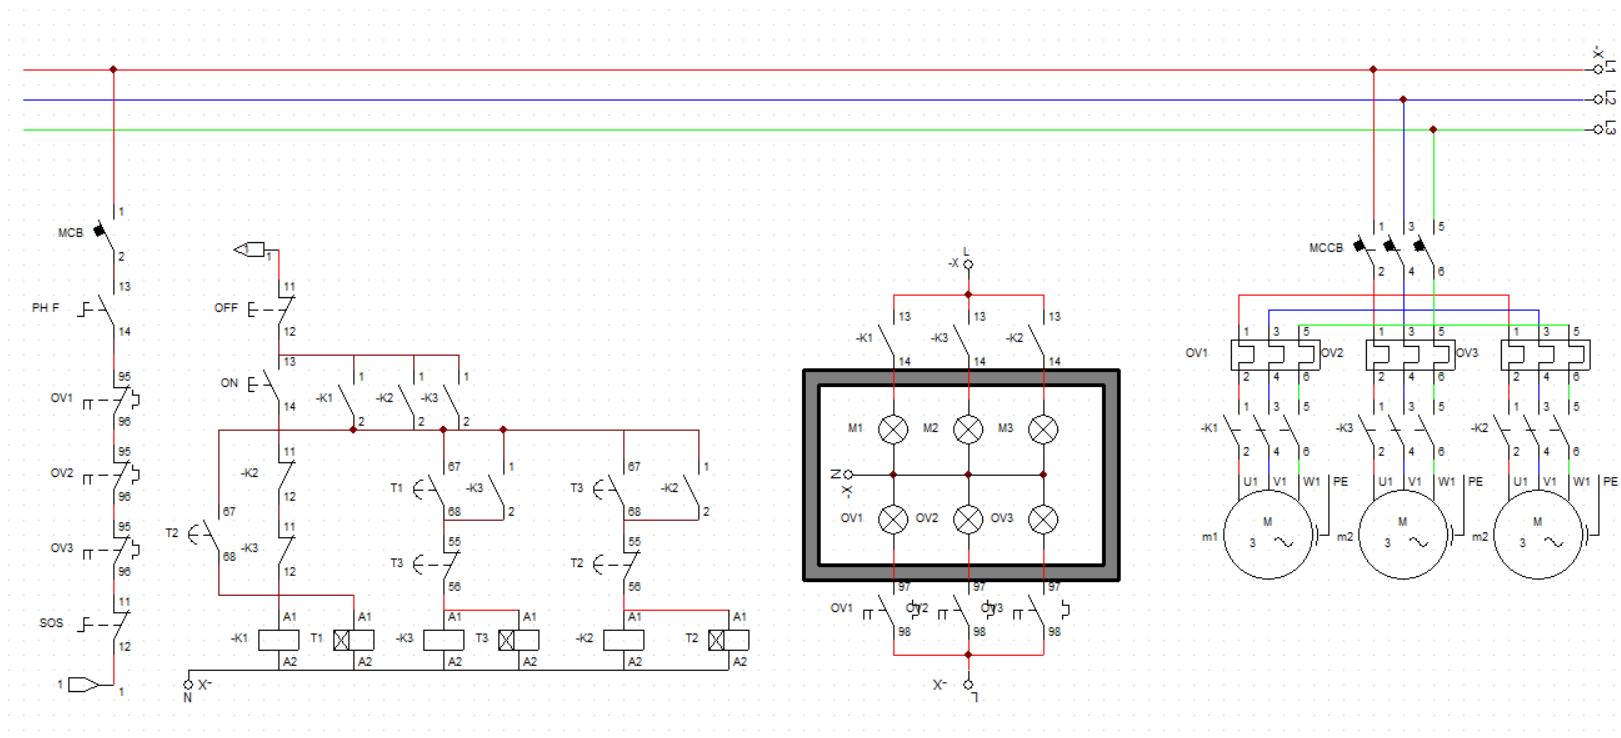 -X
L1
L2
L3
1
MCB
2
13
PH F
14
95
OV1
96
95
OV2
96
95
OV3
96
11
SOS
12
1
1
1
1
11
OFF
12
13
ON
14
1 1 1
-K1 -K2 -K3
2 2 2
11
-K2
12
11
-K3
12
67
T2
68
67 1
T1 -K3
68 2
55
T3
56
67 1
T3 -K2
68 2
55
T2
56
A1 A1 A1 A1 A1 A1
-K1 T1 -K3 T3 -K2 T2
A2 A2 A2 A2 A2 A2
X-
N
L
-X
13 13 13
-K1 -K3 -K2
14 14 14
M1 M2 M3
N
X-
OV1 OV2 OV3
97 97 97
OV1 OV2 OV3
98 98 98
X-
L
1 3 5
MCCB
2 4 6
1 3 5 1 3 5 1 3 5
OV1 OV2 OV3
2 4 6 2 4 6 2 4 6
1 3 5 1 3 5 1 3 5
-K1 -K3 -K2
2 4 6 2 4 6 2 4 6
U1 V1 W1 PE U1 V1 W1 PE U1 V1 W1 PE
M M M
m1 m2 m2
3 3 3